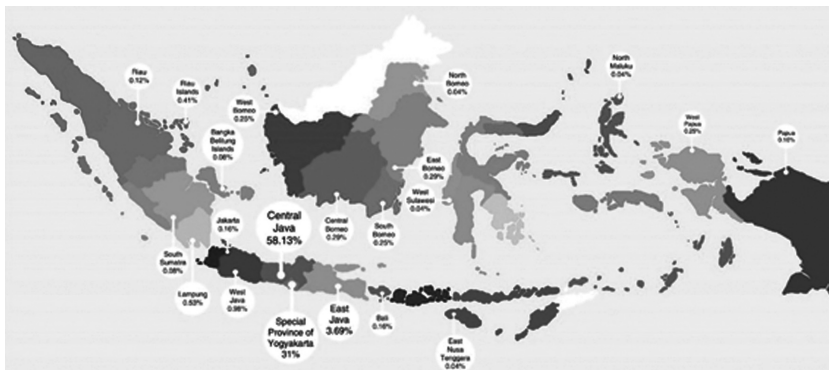 Riau
0.12%
Riau
Islands
0.41%
West
Borneo
0.25%
Bangka
Belitung
Islands
0.08%
North
Borneo
0.04%
North
Maluku
0.04%
West
Papua
0.29%
Papua
0.16%
East
Borneo
0.29%
West
Sulawesi
0.04%
Jakarta
0.16%
Central
Java
58.13%
Central
Borneo
0.29%
South
Borneo
0.25%
South
Sumatra
0.08%
Lampung
0.53%
West
Java
0.98%
Special
Province of
Yogyakarta
31%
East
Java
3.69%
Bali
0.16%
East
Nusa
Tenggara
0.04%